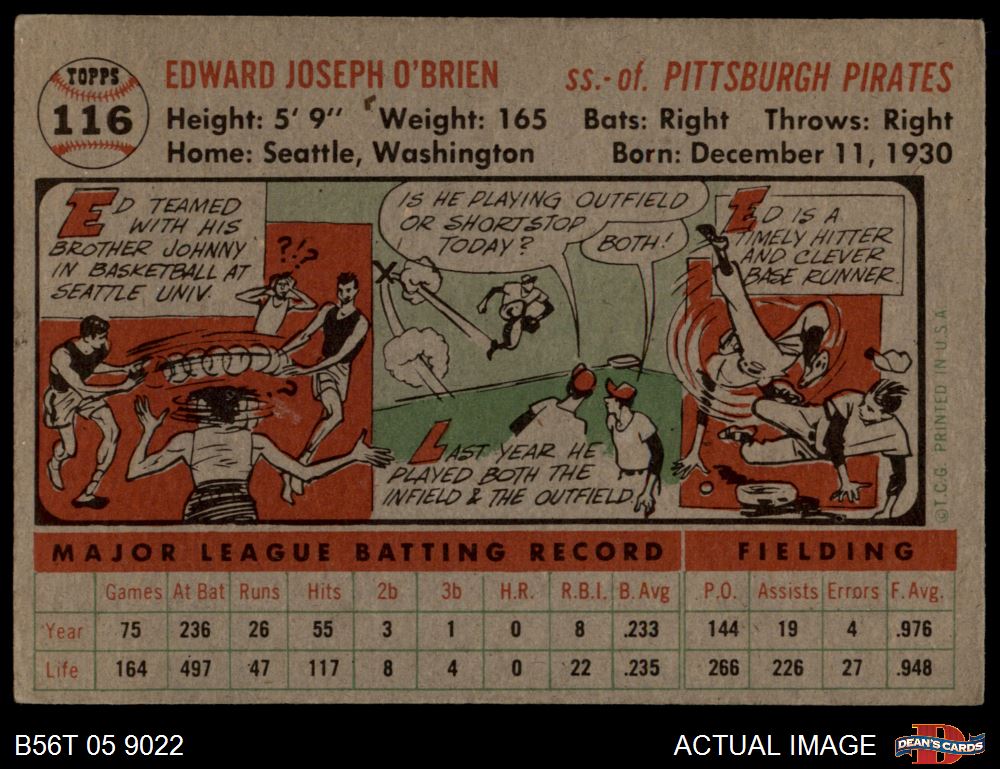 TOPPS
116
EDWARD JOSEPH O'BRIEN ss.-of. PITTSBURGH PIRATES
Height: 5' 9" Weight: 165 Bats: Right Throws: Right
Home: Seattle, Washington Born: December 11, 1930
ED TEAMED
WITH HIS
BROTHER JOHNNY
IN BASKETBALL AT
SEATTLE UNIV.
?!?
?
IS HE PLAYING OUTFIELD
OR SHORTSTOP
TODAY?
BOTH!
LAST YEAR HE
PLAYED BOTH THE
INFIELD & THE OUTFIELD.
ED IS A
TIMELY HITTER
AND CLEVER
BASE RUNNER.
©T.C.G. PRINTED IN U.S.A.
MAJOR LEAGUE BATTING RECORD FIELDING
Games At Bat Runs Hits 2b 3b H.R. R.B.I. B. Avg P.O. Assists Errors F. Avg.
Year 75 236 26 55 3 1 0 8 .233 144 19 4 .976
Life 164 497 47 117 8 4 0 22 .235 266 226 27 .948
B56T 05 9022 ACTUAL IMAGE
D
DEAN'S CARDS